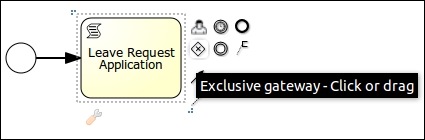 Leave Request
Application
Exclusive gateway - Click or drag